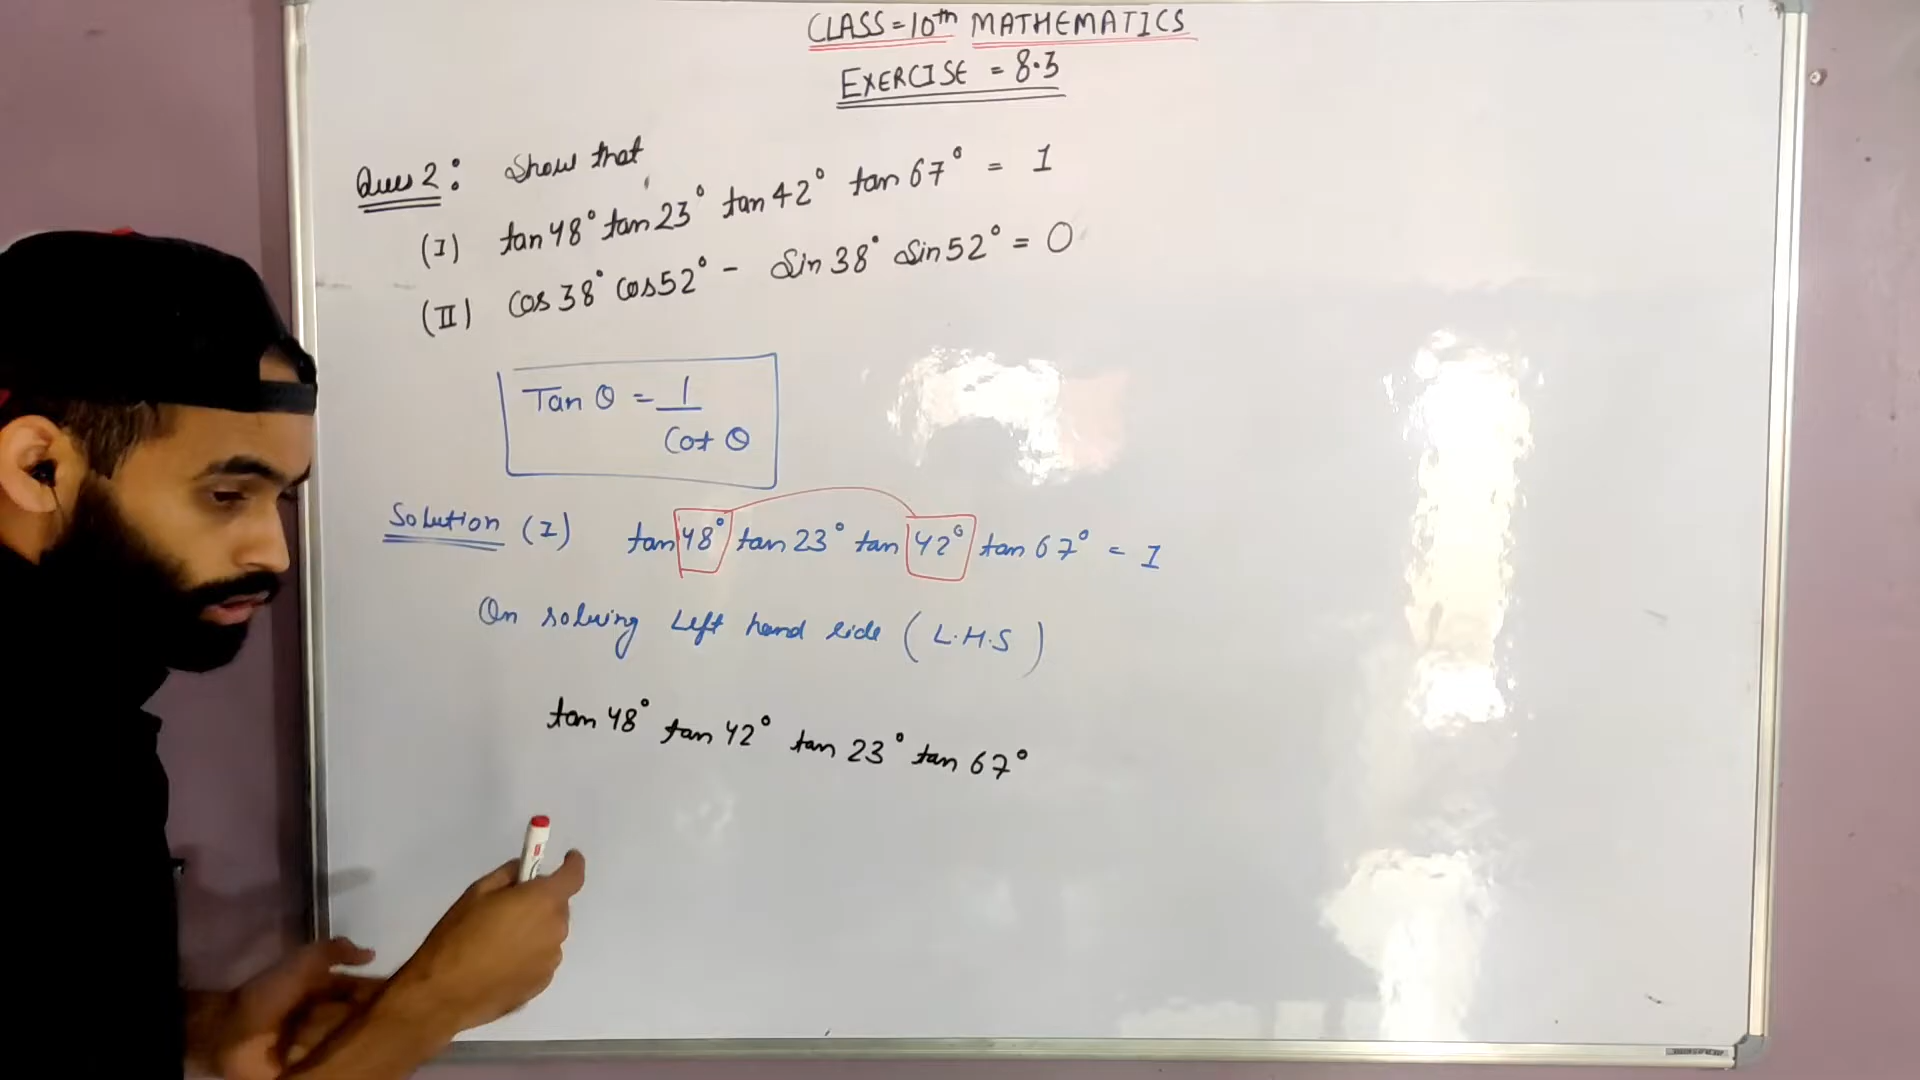 CLASS=10th MATHEMATICS
EXERCISE = 8.3
Ques 2: Show that
(I) tan 48° tan 23° tan 42° tan 67° = 1
(II) cos 38° cos 52° - Sin 38° Sin 52° = 0
Tan θ = 1
Cot θ
Solution (I) tan 48° tan 23° tan 42° tan 67° = 1
On solving Left hand side (L.H.S)
tan 48° tan 42° tan 23° tan 67°